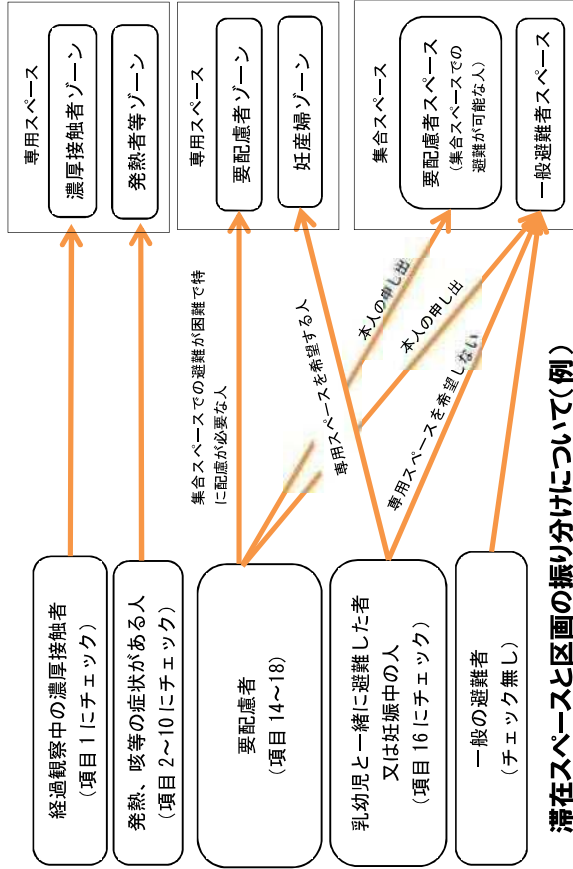 滞在スペースと区画の振り分けについて(例)
経過観察中の濃厚接触者
(項目1にチェック)
発熱、咳等の症状がある人
(項目2~10にチェック)
要配慮者
(項目14~18)
乳幼児と一緒に避難した者
又は妊娠中の人
(項目16にチェック)
一般の避難者
(チェック無し)
集合スペースでの避難が困難で特
に配慮が必要な人
専用スペースを希望する人
本人の申し出
本人の申し出
専用スペースを希望しない
専用スペース
濃厚接触者ゾーン
発熱者等ゾーン
専用スペース
要配慮者ゾーン
妊産婦ゾーン
集合スペース
要配慮者スペース
(集合スペースでの
避難が可能な人)
一般避難者スペース